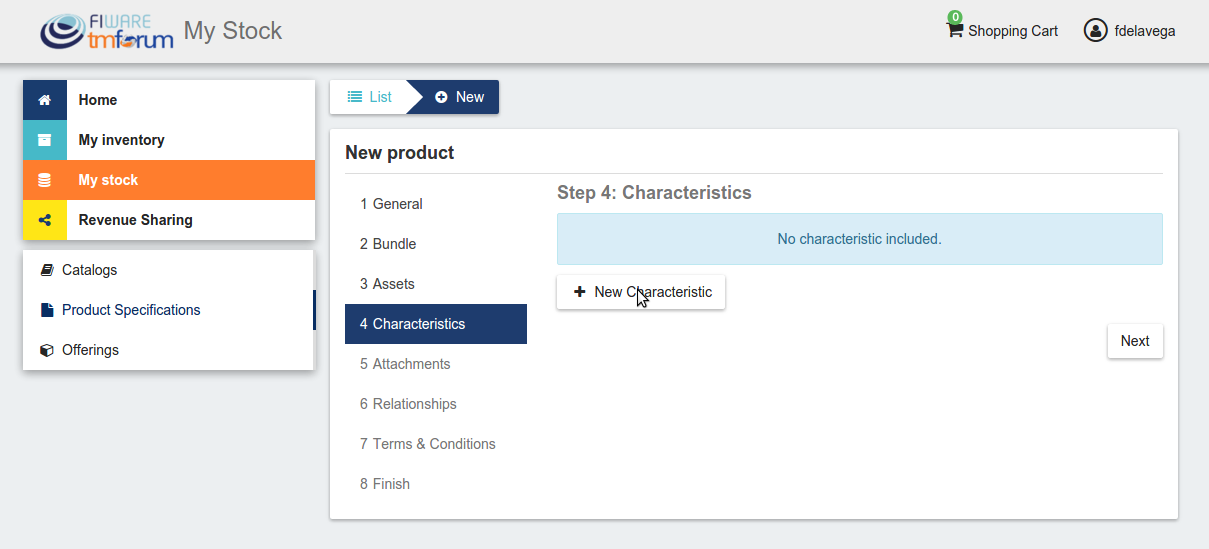 FIWARE
tmforum
My Stock
0
Shopping Cart
fdelavega
Home
My inventory
My stock
Revenue Sharing
Catalogs
Product Specifications
Offerings
List
New
New product
1 General
2 Bundle
3 Assets
4 Characteristics
5 Attachments
6 Relationships
7 Terms & Conditions
8 Finish
Step 4: Characteristics
No characteristic included.
New Characteristic
Next